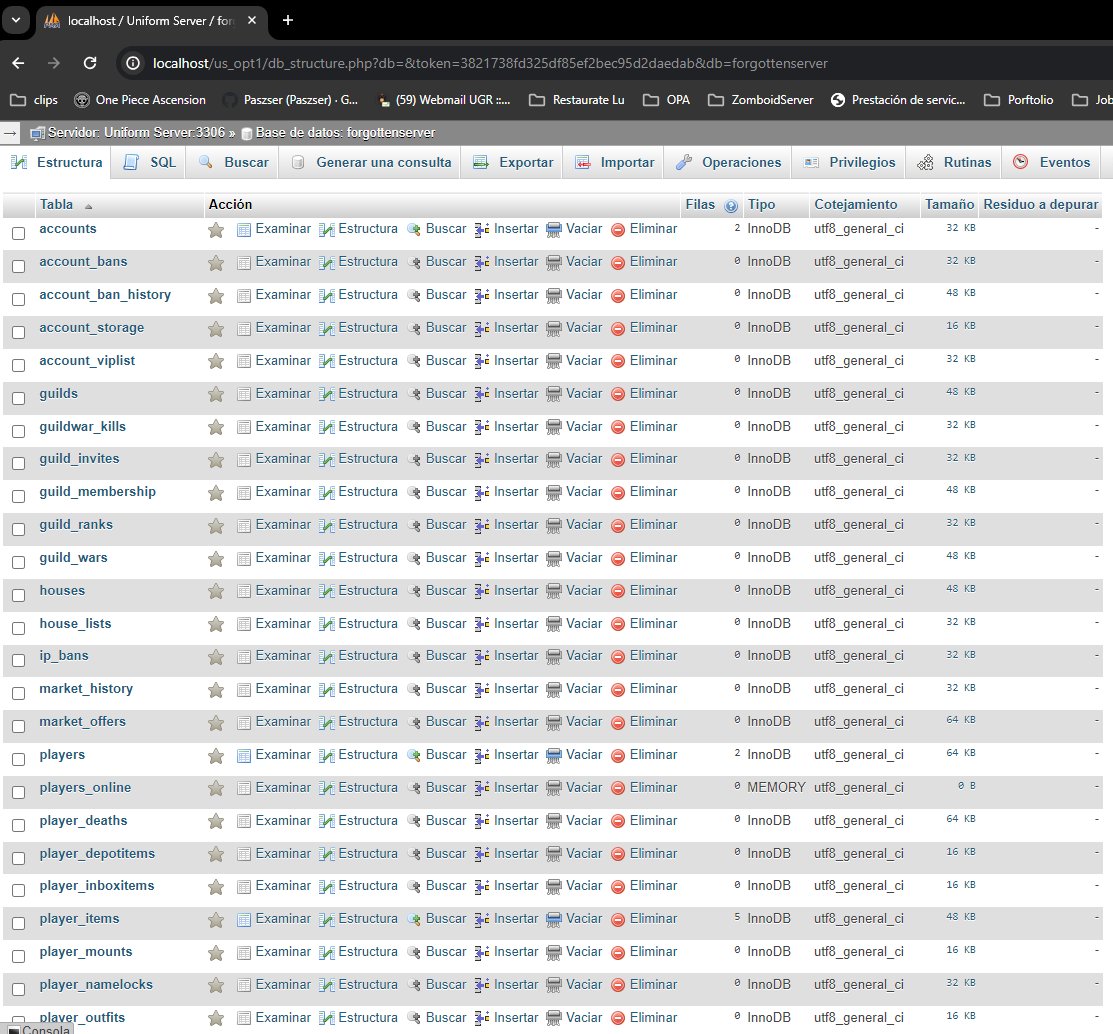 localhost / Uniform Server / for
localhost/us_opt1/db_structure.php?db=&token=3821738fd325df85ef2bec95d2daedab&db=forgottenserver
clips One Piece Ascension Paszser (Paszser) · G... (59) Webmail UGR ::... Restaurate Lu OPA ZomboidServer Prestación de servic... Porftolio Job
Servidor: Uniform Server:3306 » Base de datos: forgottenserver
Estructura SQL Buscar Generar una consulta Exportar Importar Operaciones Privilegios Rutinas Eventos
Tabla Acción Filas Tipo Cotejamiento Tamaño Residuo a depurar
accounts Examinar Estructura Buscar Insertar Vaciar Eliminar 2 InnoDB utf8_general_ci 32 KB -
account_bans Examinar Estructura Buscar Insertar Vaciar Eliminar 0 InnoDB utf8_general_ci 32 KB -
account_ban_history Examinar Estructura Buscar Insertar Vaciar Eliminar 0 InnoDB utf8_general_ci 48 KB -
account_storage Examinar Estructura Buscar Insertar Vaciar Eliminar 0 InnoDB utf8_general_ci 16 KB -
account_viplist Examinar Estructura Buscar Insertar Vaciar Eliminar 0 InnoDB utf8_general_ci 32 KB -
guilds Examinar Estructura Buscar Insertar Vaciar Eliminar 0 InnoDB utf8_general_ci 48 KB -
guildwar_kills Examinar Estructura Buscar Insertar Vaciar Eliminar 0 InnoDB utf8_general_ci 32 KB -
guild_invites Examinar Estructura Buscar Insertar Vaciar Eliminar 0 InnoDB utf8_general_ci 32 KB -
guild_membership Examinar Estructura Buscar Insertar Vaciar Eliminar 0 InnoDB utf8_general_ci 48 KB -
guild_ranks Examinar Estructura Buscar Insertar Vaciar Eliminar 0 InnoDB utf8_general_ci 32 KB -
guild_wars Examinar Estructura Buscar Insertar Vaciar Eliminar 0 InnoDB utf8_general_ci 48 KB -
houses Examinar Estructura Buscar Insertar Vaciar Eliminar 0 InnoDB utf8_general_ci 48 KB -
house_lists Examinar Estructura Buscar Insertar Vaciar Eliminar 0 InnoDB utf8_general_ci 32 KB -
ip_bans Examinar Estructura Buscar Insertar Vaciar Eliminar 0 InnoDB utf8_general_ci 32 KB -
market_history Examinar Estructura Buscar Insertar Vaciar Eliminar 0 InnoDB utf8_general_ci 32 KB -
market_offers Examinar Estructura Buscar Insertar Vaciar Eliminar 0 InnoDB utf8_general_ci 64 KB -
players Examinar Estructura Buscar Insertar Vaciar Eliminar 2 InnoDB utf8_general_ci 64 KB -
players_online Examinar Estructura Buscar Insertar Vaciar Eliminar 0 MEMORY utf8_general_ci 0 B -
player_deaths Examinar Estructura Buscar Insertar Vaciar Eliminar 0 InnoDB utf8_general_ci 64 KB -
player_depotitems Examinar Estructura Buscar Insertar Vaciar Eliminar 0 InnoDB utf8_general_ci 16 KB -
player_inboxitems Examinar Estructura Buscar Insertar Vaciar Eliminar 0 InnoDB utf8_general_ci 16 KB -
player_items Examinar Estructura Buscar Insertar Vaciar Eliminar 5 InnoDB utf8_general_ci 48 KB -
player_mounts Examinar Estructura Buscar Insertar Vaciar Eliminar 0 InnoDB utf8_general_ci 16 KB -
player_namelocks Examinar Estructura Buscar Insertar Vaciar Eliminar 0 InnoDB utf8_general_ci 32 KB -
player_outfits Examinar Estructura Buscar Insertar Vaciar Eliminar 0 InnoDB utf8_general_ci 16 KB -
Consola